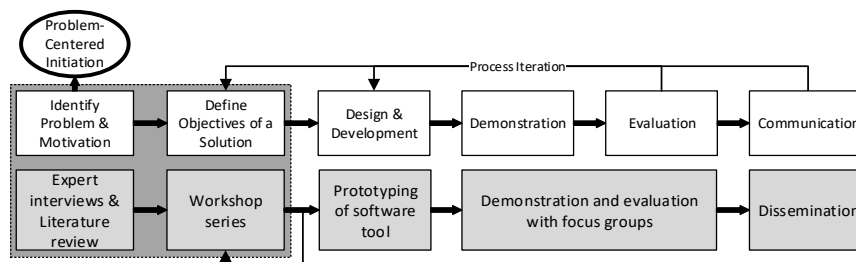 Problem-
Centered
Initiation
Process Iteration
Identify
Problem &
Motivation
Define
Objectives of a
Solution
Design &
Development
Demonstration
Evaluation
Communication
Expert
interviews &
Literature
review
Workshop
series
Prototyping
of software
tool
Demonstration and evaluation
with focus groups
Dissemination